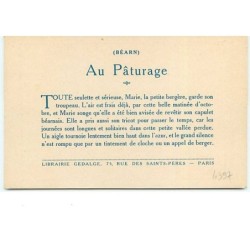 (BÉARN)
Au Pâturage
TOUTE seulette et sérieuse, Marie, la petite bergère, garde son
troupeau. L'air est frais déjà, par cette belle matinée d'octo-
bre, et Marie songe qu'elle a été bien avisée de revêtir son capulet
béarnais. Elle a pris aussi son tricot pour passer le temps, car les
journées sont longues et solitaires dans cette petite vallée perdue.
Un aigle tournoie lentement bien haut dans l'azur, et le grand silence
n'est rompu que par un tintement de cloche ou un appel de berger.
LIBRAIRIE GEDALGE, 75, RUE DES SAINTS-PÈRES — PARIS